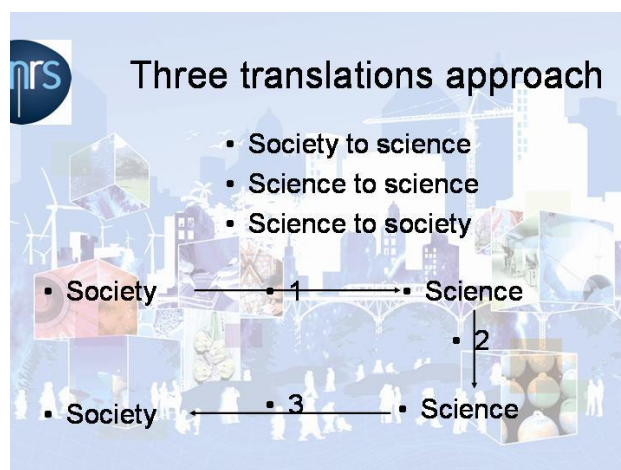 nrs
Three translations approach
• Society to science
• Science to science
• Science to society
• Society • 1 • Science
• 2
• Society • 3 • Science